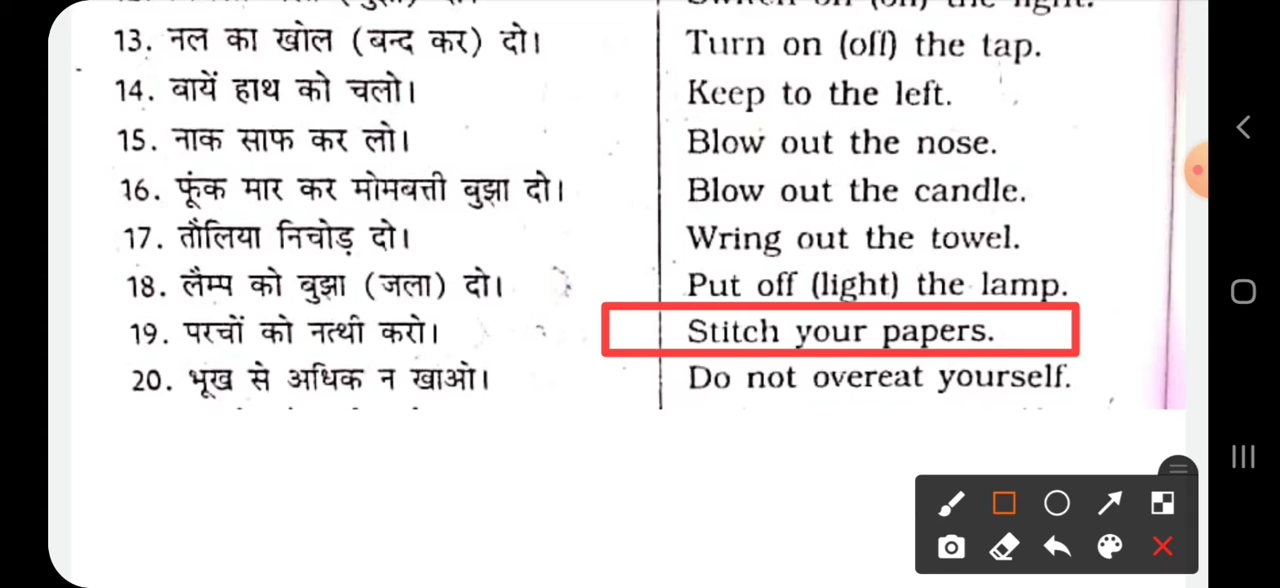 13. नल का खोल (बन्द कर) दो। Turn on (off) the tap.
14. बायें हाथ को चलो। Keep to the left.
15. नाक साफ कर लो। Blow out the nose.
16. फूंक मार कर मोमबत्ती बुझा दो। Blow out the candle.
17. तौलिया निचोड़ दो। Wring out the towel.
18. लैम्प को बुझा (जला) दो। Put off (light) the lamp.
19. परचों को नत्थी करो। Stitch your papers.
20. भूख से अधिक न खाओ। Do not overeat yourself.